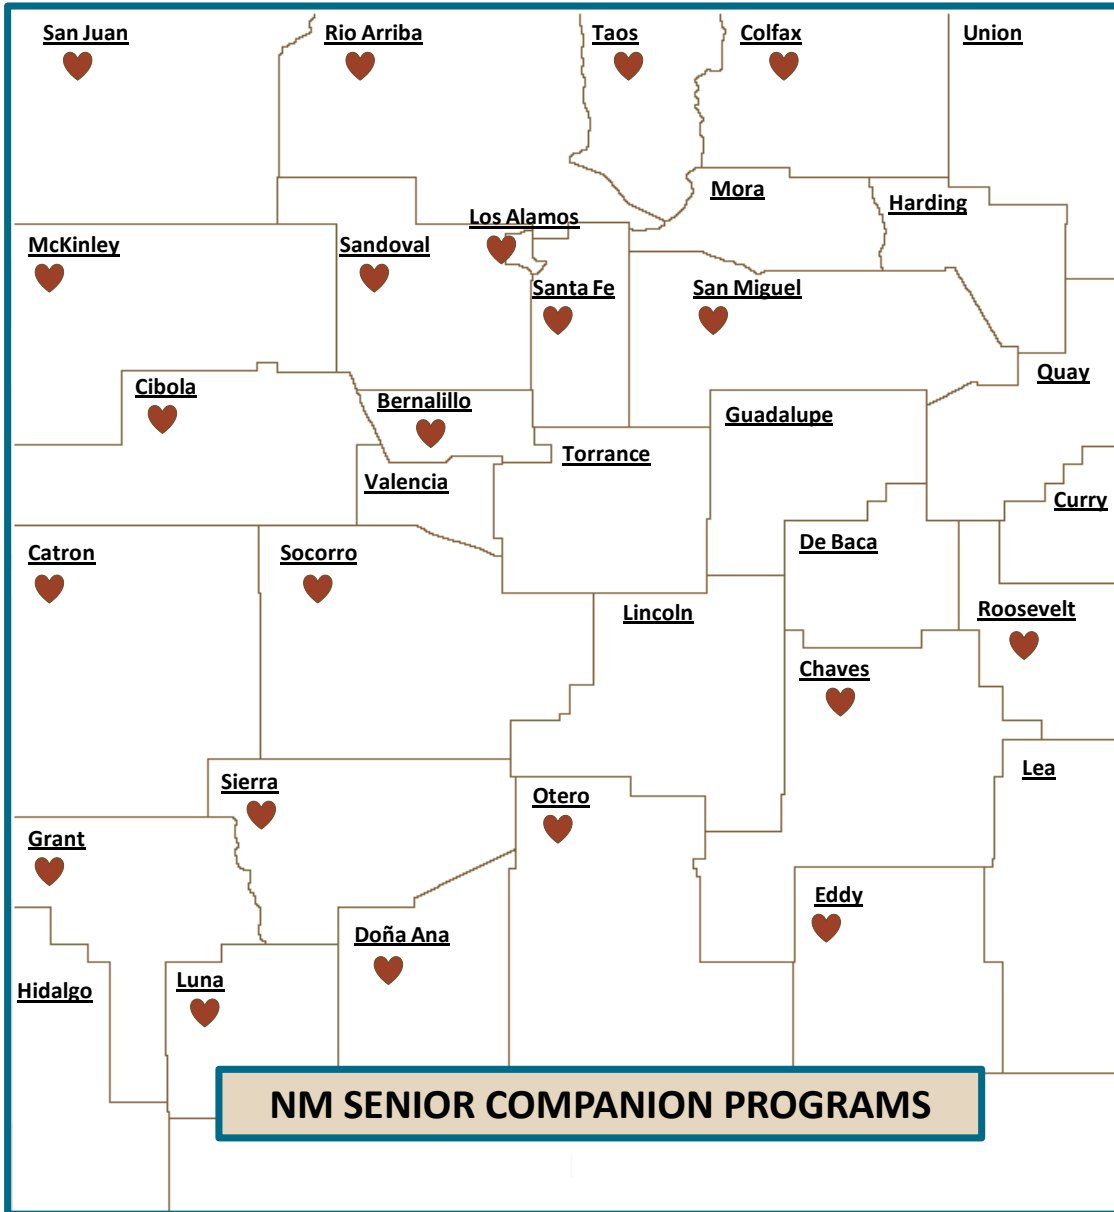 San Juan
Rio Arriba
Taos
Colfax
Union
Mora
Harding
Los Alamos
McKinley
Sandoval
Santa Fe
San Miguel
Quay
Cibola
Bernalillo
Guadalupe
Torrance
Valencia
Curry
De Baca
Catron
Socorro
Lincoln
Roosevelt
Chaves
Lea
Sierra
Otero
Grant
Eddy
Doña Ana
Luna
Hidalgo
NM SENIOR COMPANION PROGRAMS